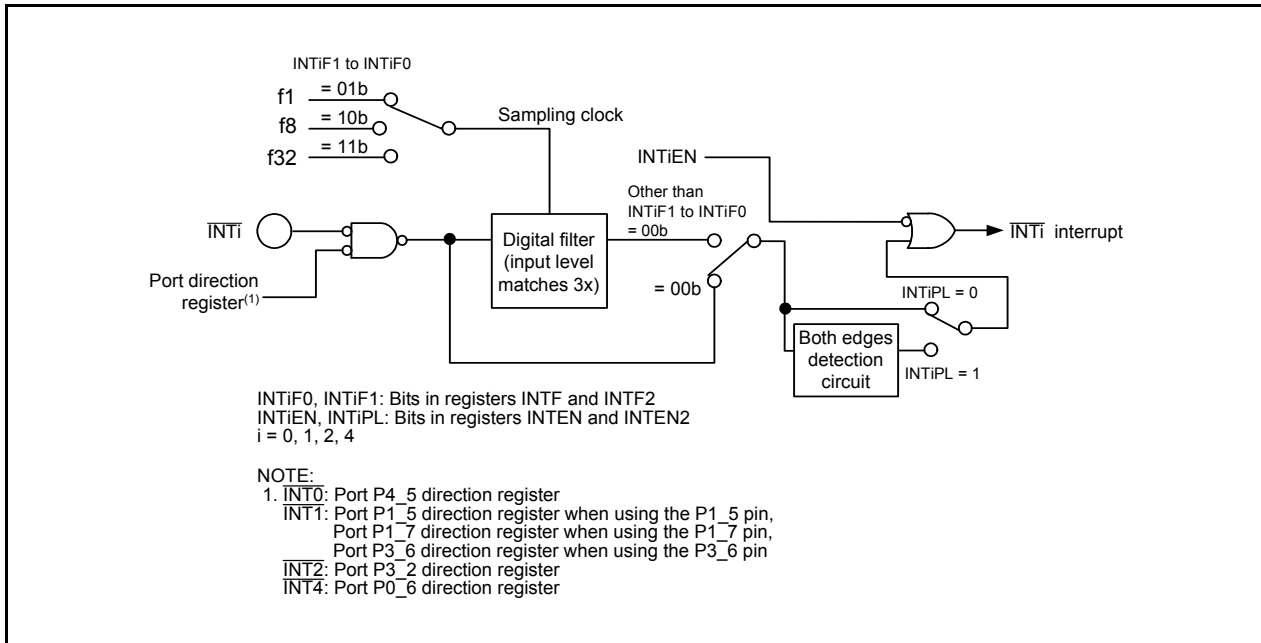 INTiF1 to INTiF0
f1
= 01b
f8
= 10b
f32
= 11b
Sampling clock
INTiEN
Other than
INTiF1 to INTiF0
= 00b
INTi
Port direction
register(1)
Digital filter
(input level
matches 3x)
= 00b
INTi interrupt
INTiPL = 0
Both edges
detection
circuit
INTiPL = 1
INTiF0, INTiF1: Bits in registers INTF and INTF2
INTiEN, INTiPL: Bits in registers INTEN and INTEN2
i = 0, 1, 2, 4
NOTE:
1. INT0: Port P4_5 direction register
INT1: Port P1_5 direction register when using the P1_5 pin,
Port P1_7 direction register when using the P1_7 pin,
Port P3_6 direction register when using the P3_6 pin
INT2: Port P3_2 direction register
INT4: Port P0_6 direction register